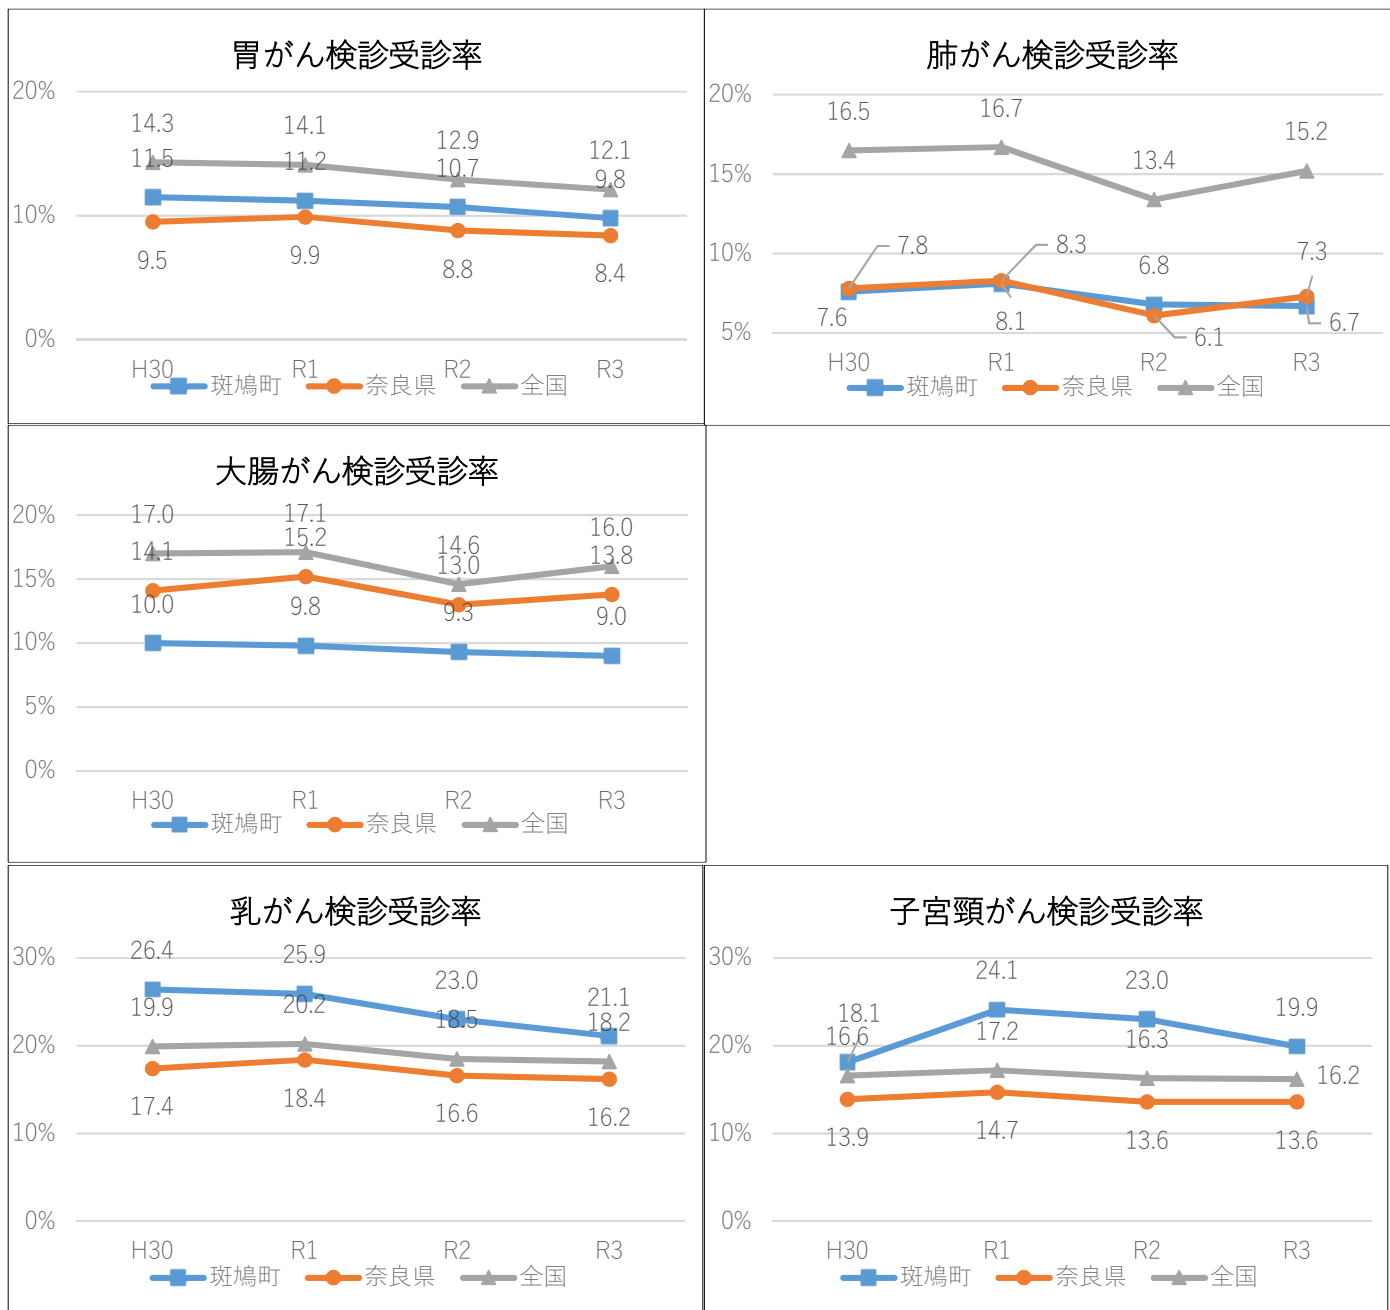 胃がん検診受診率
20%
14.3 14.1 12.9 12.1
11.5 11.2 10.7 9.8
10%
9.5 9.9 8.8 8.4
0%
H30 R1 R2 R3
斑鳩町 奈良県 全国
肺がん検診受診率
20%
16.5 16.7 13.4 15.2
15%
10%
7.8 8.3 6.8 7.3
7.6 8.1 6.1 6.7
5%
H30 R1 R2 R3
斑鳩町 奈良県 全国
大腸がん検診受診率
20%
17.0 17.1 14.6 16.0
14.1 15.2 13.0 13.8
15%
10.0 9.8 9.3 9.0
10%
5%
0%
H30 R1 R2 R3
斑鳩町 奈良県 全国
乳がん検診受診率
30%
26.4 25.9 23.0 21.1
19.9 20.2 18.5 18.2
20%
17.4 18.4 16.6 16.2
10%
0%
H30 R1 R2 R3
斑鳩町 奈良県 全国
子宮頸がん検診受診率
30%
18.1 24.1 23.0 19.9
16.6 17.2 16.3 16.2
20%
13.9 14.7 13.6 13.6
10%
0%
H30 R1 R2 R3
斑鳩町 奈良県 全国